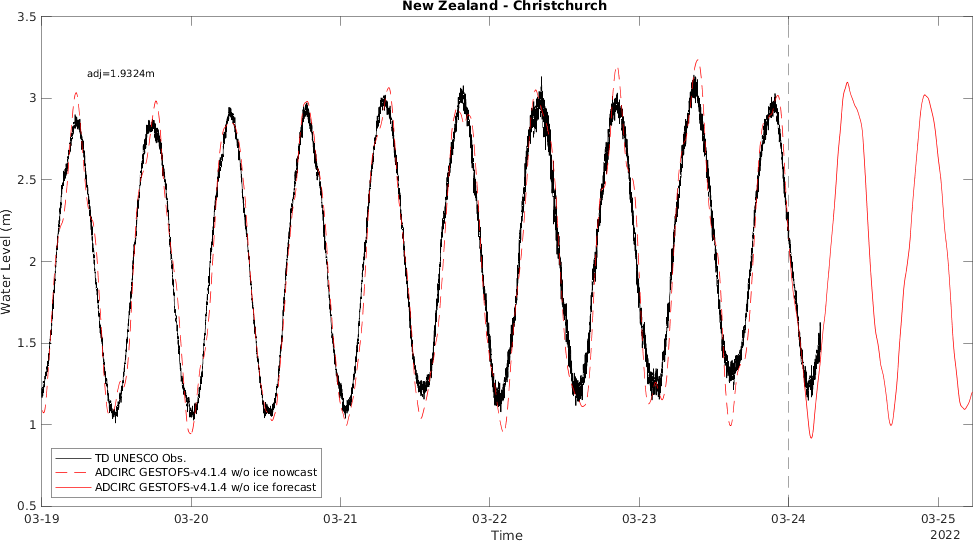 New Zealand - Christchurch
3.5
adj=1.9324m
3
2.5
2
1.5
1
0.5
Water Level (m)
TD UNESCO Obs.
ADCIRC GESTOFS-v4.1.4 w/o ice nowcast
ADCIRC GESTOFS-v4.1.4 w/o ice forecast
03-19 03-20 03-21 03-22 03-23 03-24 03-25
Time
2022